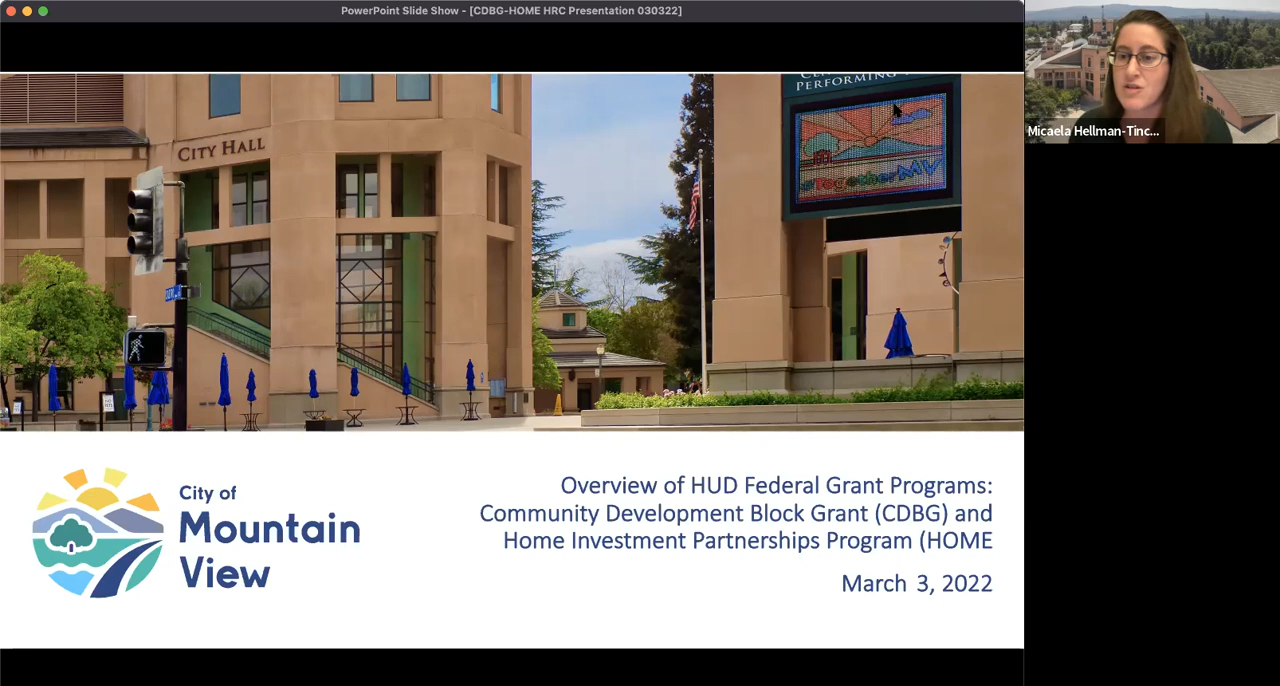 PowerPoint Slide Show - [CDBG-HOME HRC Presentation 030322]
CITY HALL
PERFORMING
TogetherMV
Micaela Hellman-Tinc...
City of
Mountain
View
Overview of HUD Federal Grant Programs:
Community Development Block Grant (CDBG) and
Home Investment Partnerships Program (HOME
March 3, 2022